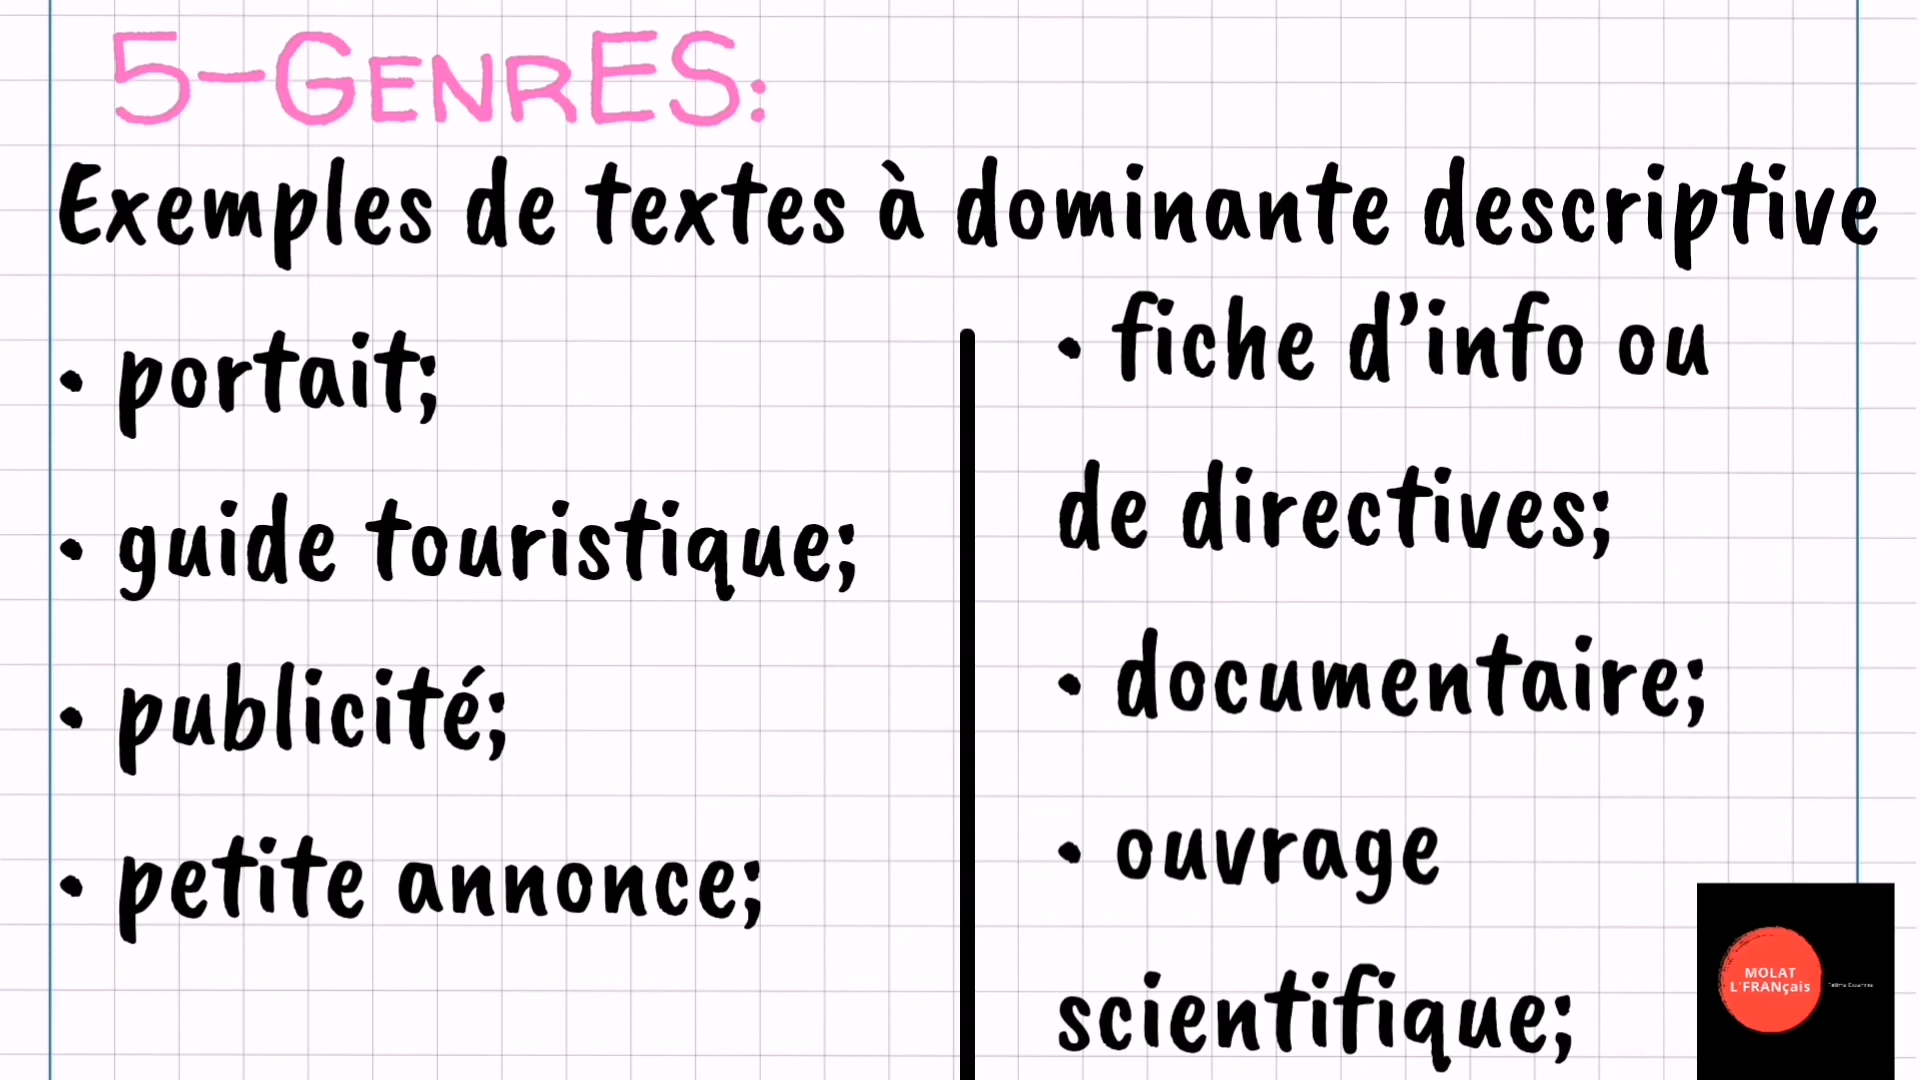 5-GENRES:
Exemples de textes à dominante descriptive
• portait;
• guide touristique;
• publicité;
• petite annonce;
• fiche d'info ou
de directives;
• documentaire;
• ouvrage
scientifique;
MOLAT
L'FRANçais